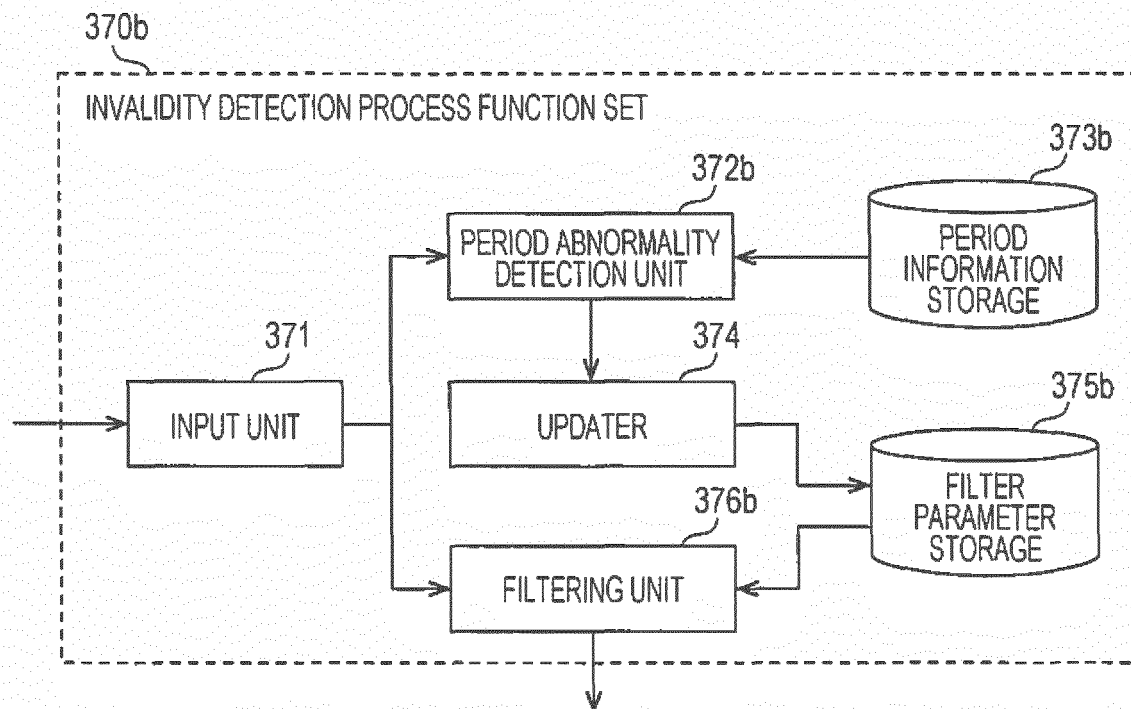 370b
INVALIDITY DETECTION PROCESS FUNCTION SET
373b
372b
PERIOD ABNORMALITY
DETECTION UNIT
PERIOD
INFORMATION
STORAGE
371
374
INPUT UNIT
UPDATER
375b
376b
FILTER
PARAMETER
STORAGE
FILTERING UNIT